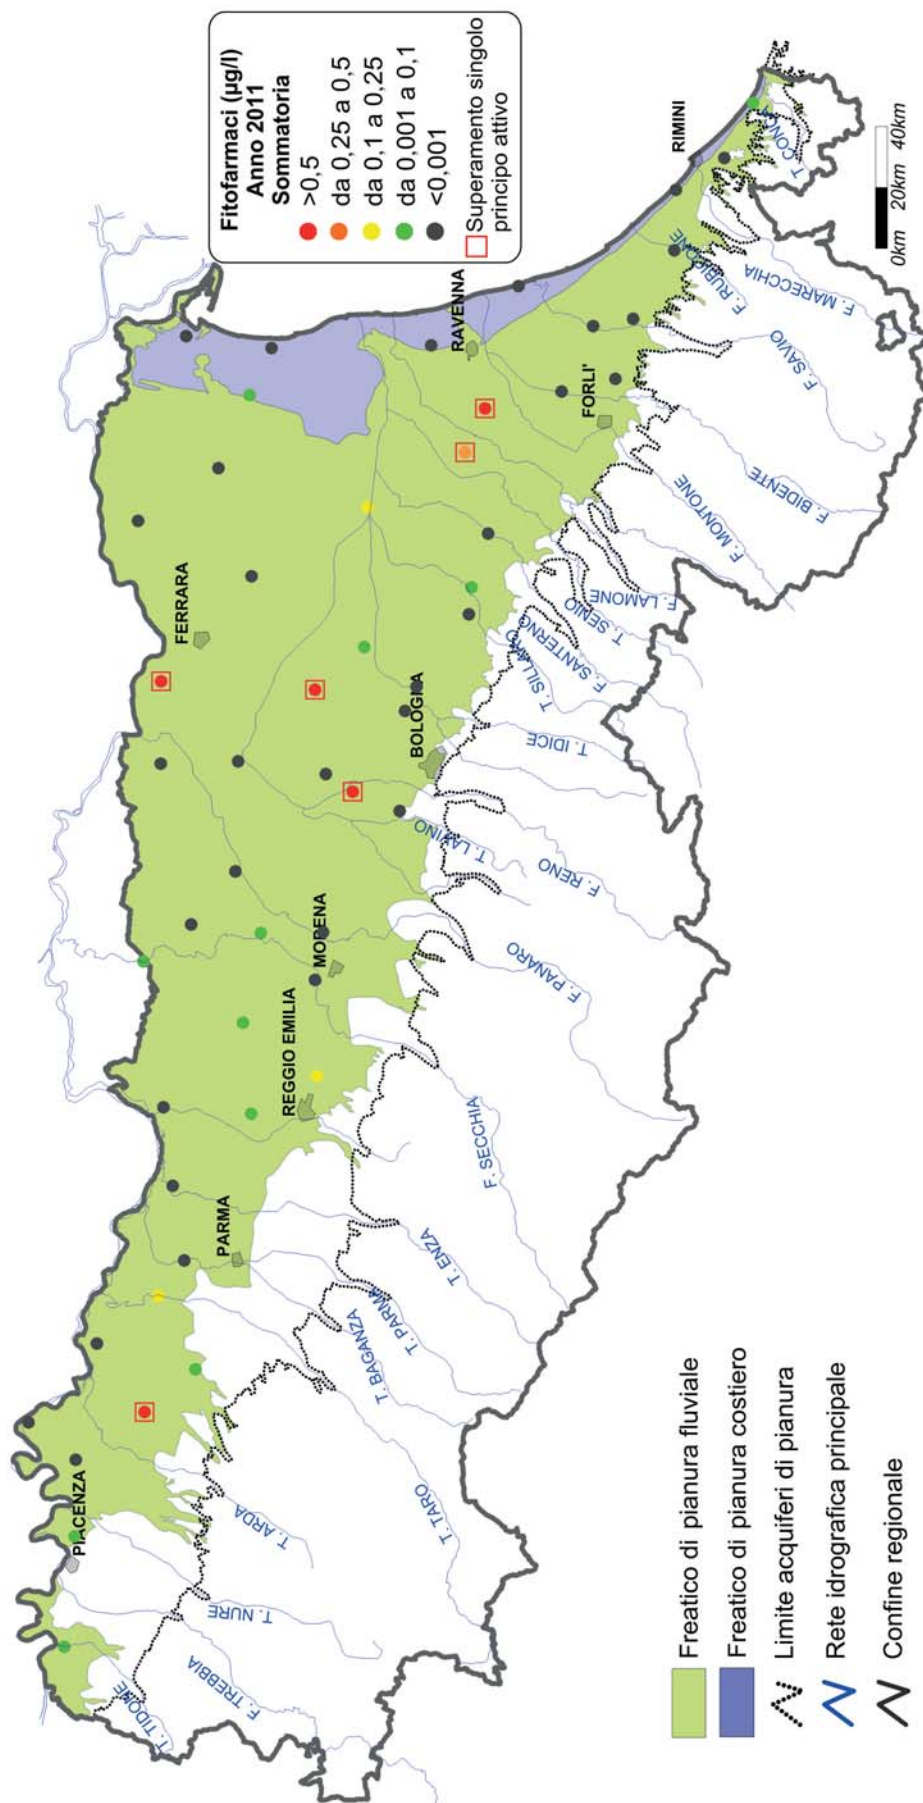 Fitofarmaci (µg/l)
Anno 2011
Sommatoria
>0,5
da 0,25 a 0,5
da 0,1 a 0,25
da 0,001 a 0,1
<0,001
Superamento singolo
principo attivo
PIACENZA
PARMA
REGGIO EMILIA
MODENA
BOLOGNA
FERRARA
RAVENNA
FORLI'
RIMINI
T. TIDONE
F. TREBBIA
T. NURE
T. ARDA
T. TARO
T. BAGANZA
T. PARMA
T. ENZA
F. SECCHIA
F. PANARO
T. LAVINO
F. RENO
T. IDICE
T. SILLARO
F. SANTERNO
T. SENIO
F. LAMONE
F. MONTONE
F. BIDENTE
F. SAVIO
F. RUBICONE
F. MARECCHIA
T. CONCA
0km 20km 40km
Freatico di pianura fluviale
Freatico di pianura costiero
Limite acquiferi di pianura
Rete idrografica principale
Confine regionale